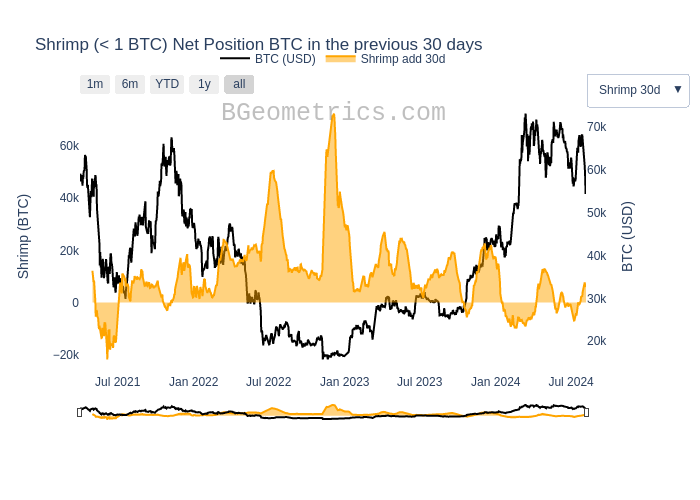 Shrimp (< 1 BTC) Net Position BTC in the previous 30 days
BTC (USD) Shrimp add 30d
1m 6m YTD 1y all
Shrimp 30d ▼
BGeometrics.com
60k
40k
20k
0
−20k
Shrimp (BTC)
70k
60k
50k
40k
30k
20k
BTC (USD)
Jul 2021 Jan 2022 Jul 2022 Jan 2023 Jul 2023 Jan 2024 Jul 2024